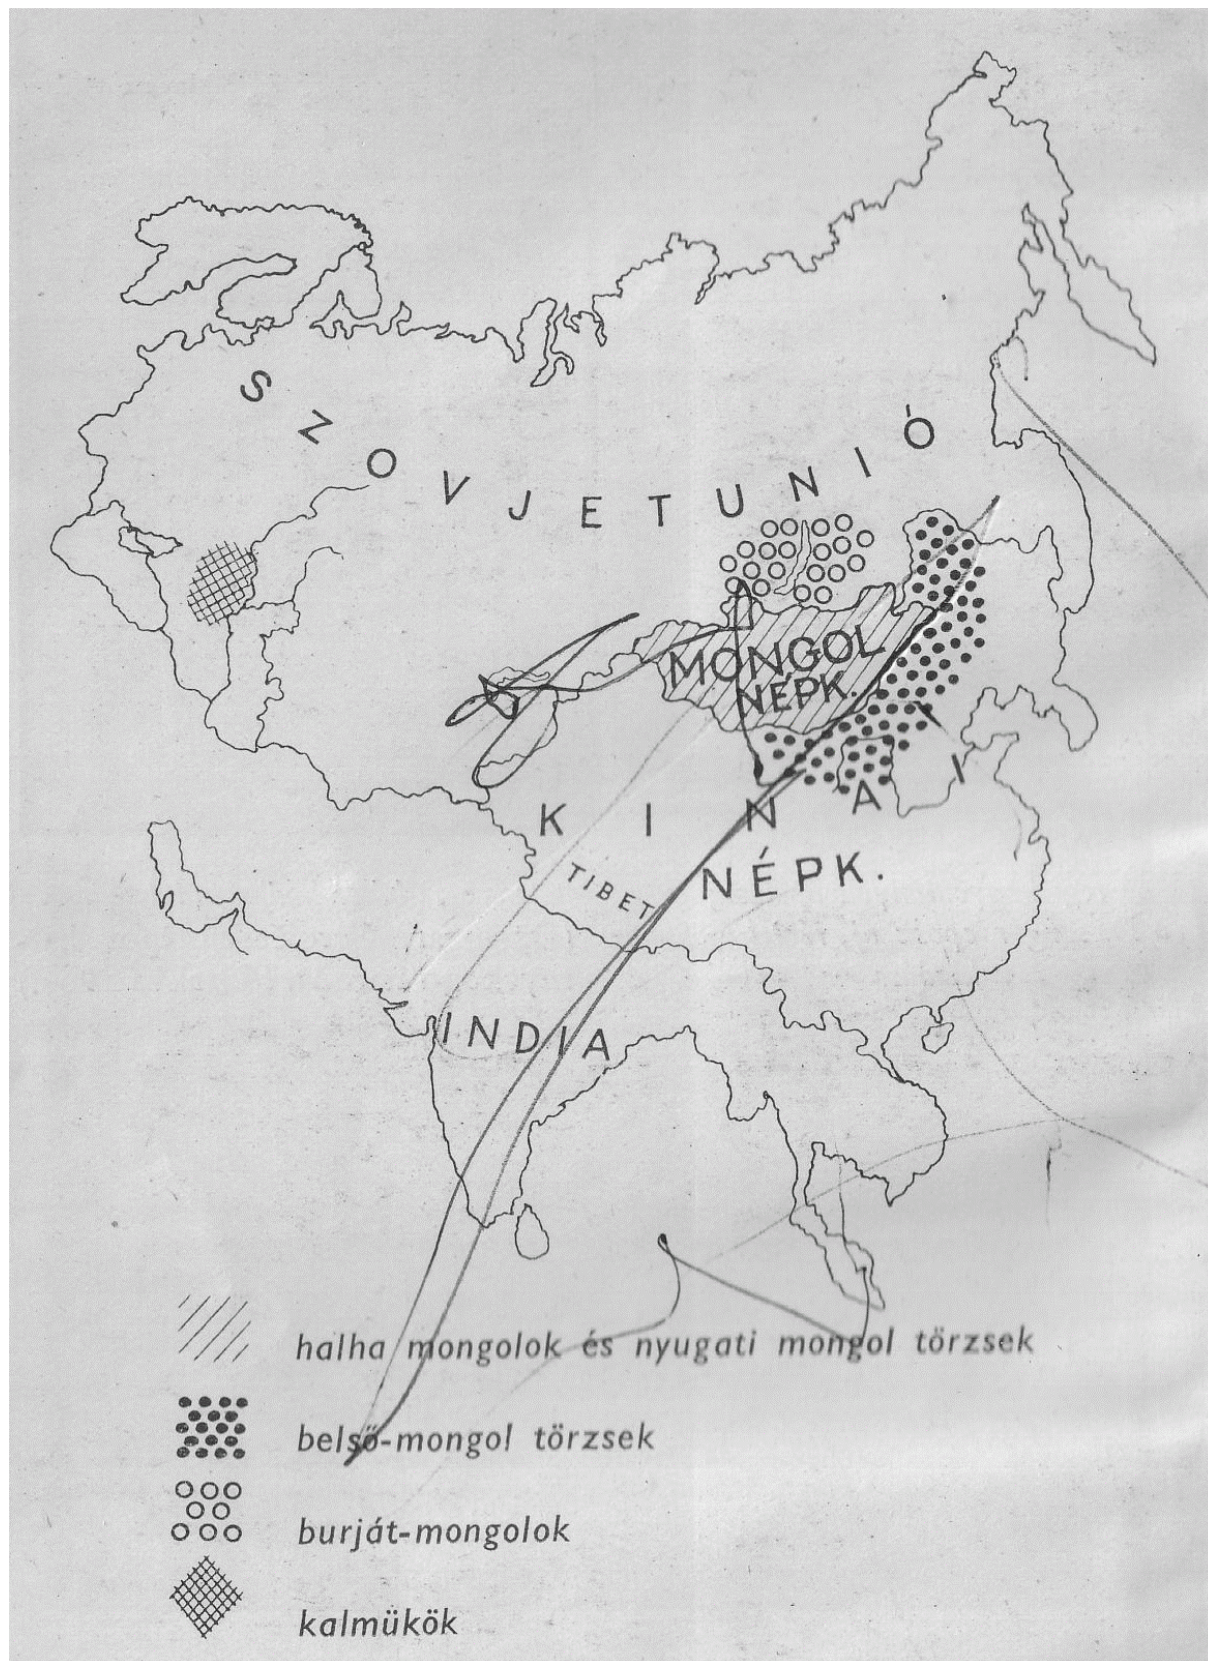 SZOVJETUNIÓ
MONGOL
NÉPK.
KINAI
NÉPK.
TIBET
INDIA
halha mongolok és nyugati mongol törzsek
belső-mongol törzsek
burját-mongolok
kalmükök